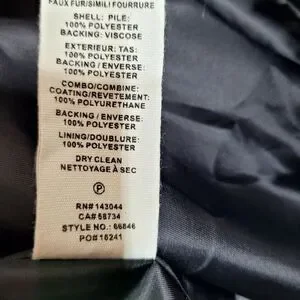 FAUX FUR/SIMILI FOURRURE
SHELL: PILE:
100% POLYESTER
BACKING: VISCOSE
EXTERIEUR: TAS:
100% POLYESTER
BACKING/ENVERSE:
100% POLYESTER
COMBO/COMBINE:
COATING/REVETEMENT:
100% POLYURETHANE
BACKING/ENVERSE:
100% POLYESTER
LINING/DOUBLURE:
100% POLYESTER
DRY CLEAN
NETTOYAGE À SEC
P
RN#143044
CA#56734
STYLE NO.: 66846
PO#16241